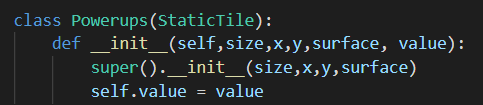 class Powerups(StaticTile):
    def __init__(self,size,x,y,surface, value):
        super().__init__(size,x,y,surface)
        self.value = value